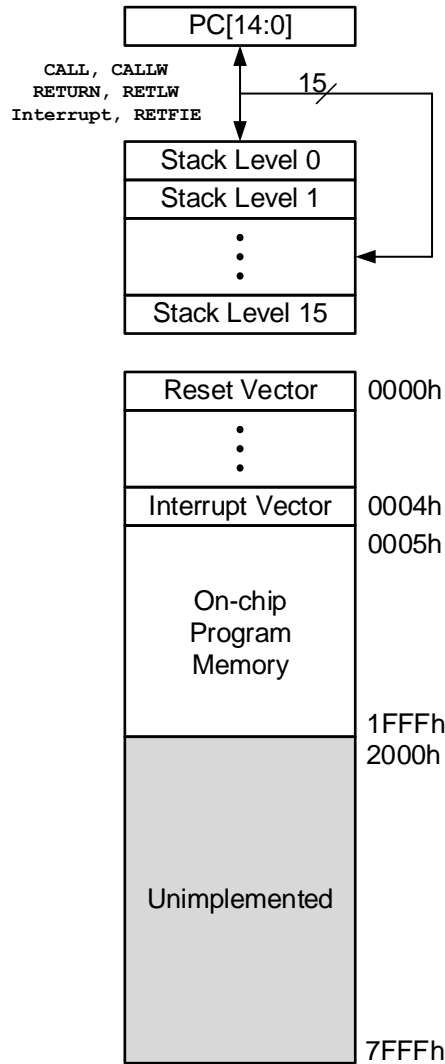 PC[14:0]
CALL, CALLW
RETURN, RETLW
Interrupt, RETFIE
15
Stack Level 0
Stack Level 1
Stack Level 15
Reset Vector
0000h
Interrupt Vector
0004h
0005h
On-chip
Program
Memory
1FFFh
2000h
Unimplemented
7FFFh